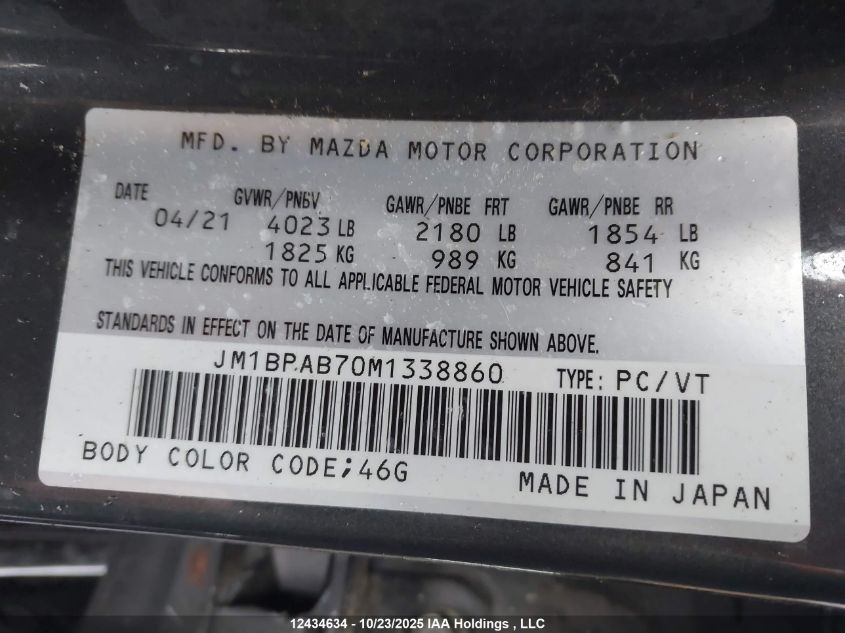 MFD. BY MAZDA MOTOR CORPORATION
DATE GVWR/PNBV GAWR/PNBE FRT GAWR/PNBE RR
04/21 4023 LB 2180 LB 1854 LB
1825 KG 989 KG 841 KG
THIS VEHICLE CONFORMS TO ALL APPLICABLE FEDERAL MOTOR VEHICLE SAFETY
STANDARDS IN EFFECT ON THE DATE OF MANUFACTURE SHOWN ABOVE.
JM1BPAB70M1338860 TYPE: PC/VT
BODY COLOR CODE;46G
MADE IN JAPAN
12434634 - 10/23/2025 IAA Holdings , LLC